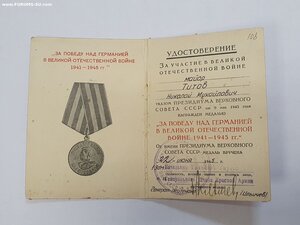 www.FORUMS-SU.com
„ЗА ПОБЕДУ НАД ГЕРМАНИЕЙ
В ВЕЛИКОЙ ОТЕЧЕСТВЕННОЙ ВОЙНЕ
1941—1945 гг."
УДОСТОВЕРЕНИЕ
ЗА УЧАСТИЕ В ВЕЛИКОЙ
ОТЕЧЕСТВЕННОЙ ВОЙНЕ
майор
Титов
Николай Михайлович
УКАЗОМ ПРЕЗИДИУМА ВЕРХОВНОГО
СОВЕТА СССР от 9 мая 1945 года
НАГРАЖДЕН МЕДАЛЬЮ
„ЗА ПОБЕДУ НАД ГЕРМАНИЕЙ
В ВЕЛИКОЙ ОТЕЧЕСТВЕННОЙ
ВОЙНЕ 1941—1945 гг."
От имени ПРЕЗИДИУМА ВЕРХОВНОГО
СОВЕТА СССР МЕДАЛЬ ВРУЧЕНА
июня